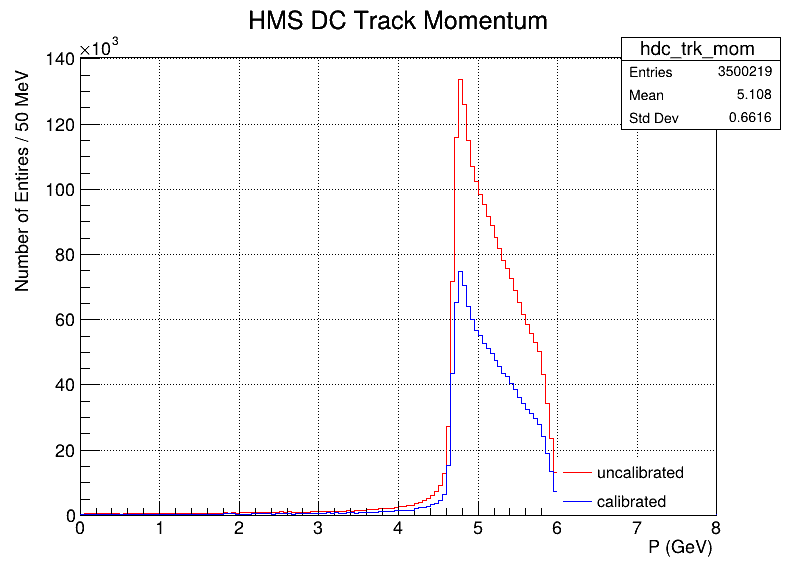 HMS DC Track Momentum
×10³
hdc_trk_mom
Entries 3500219
Mean 5.108
Std Dev 0.6616
Number of Entires / 50 MeV
140
120
100
80
60
40
20
0
uncalibrated
calibrated
0 1 2 3 4 5 6 7 8
P (GeV)